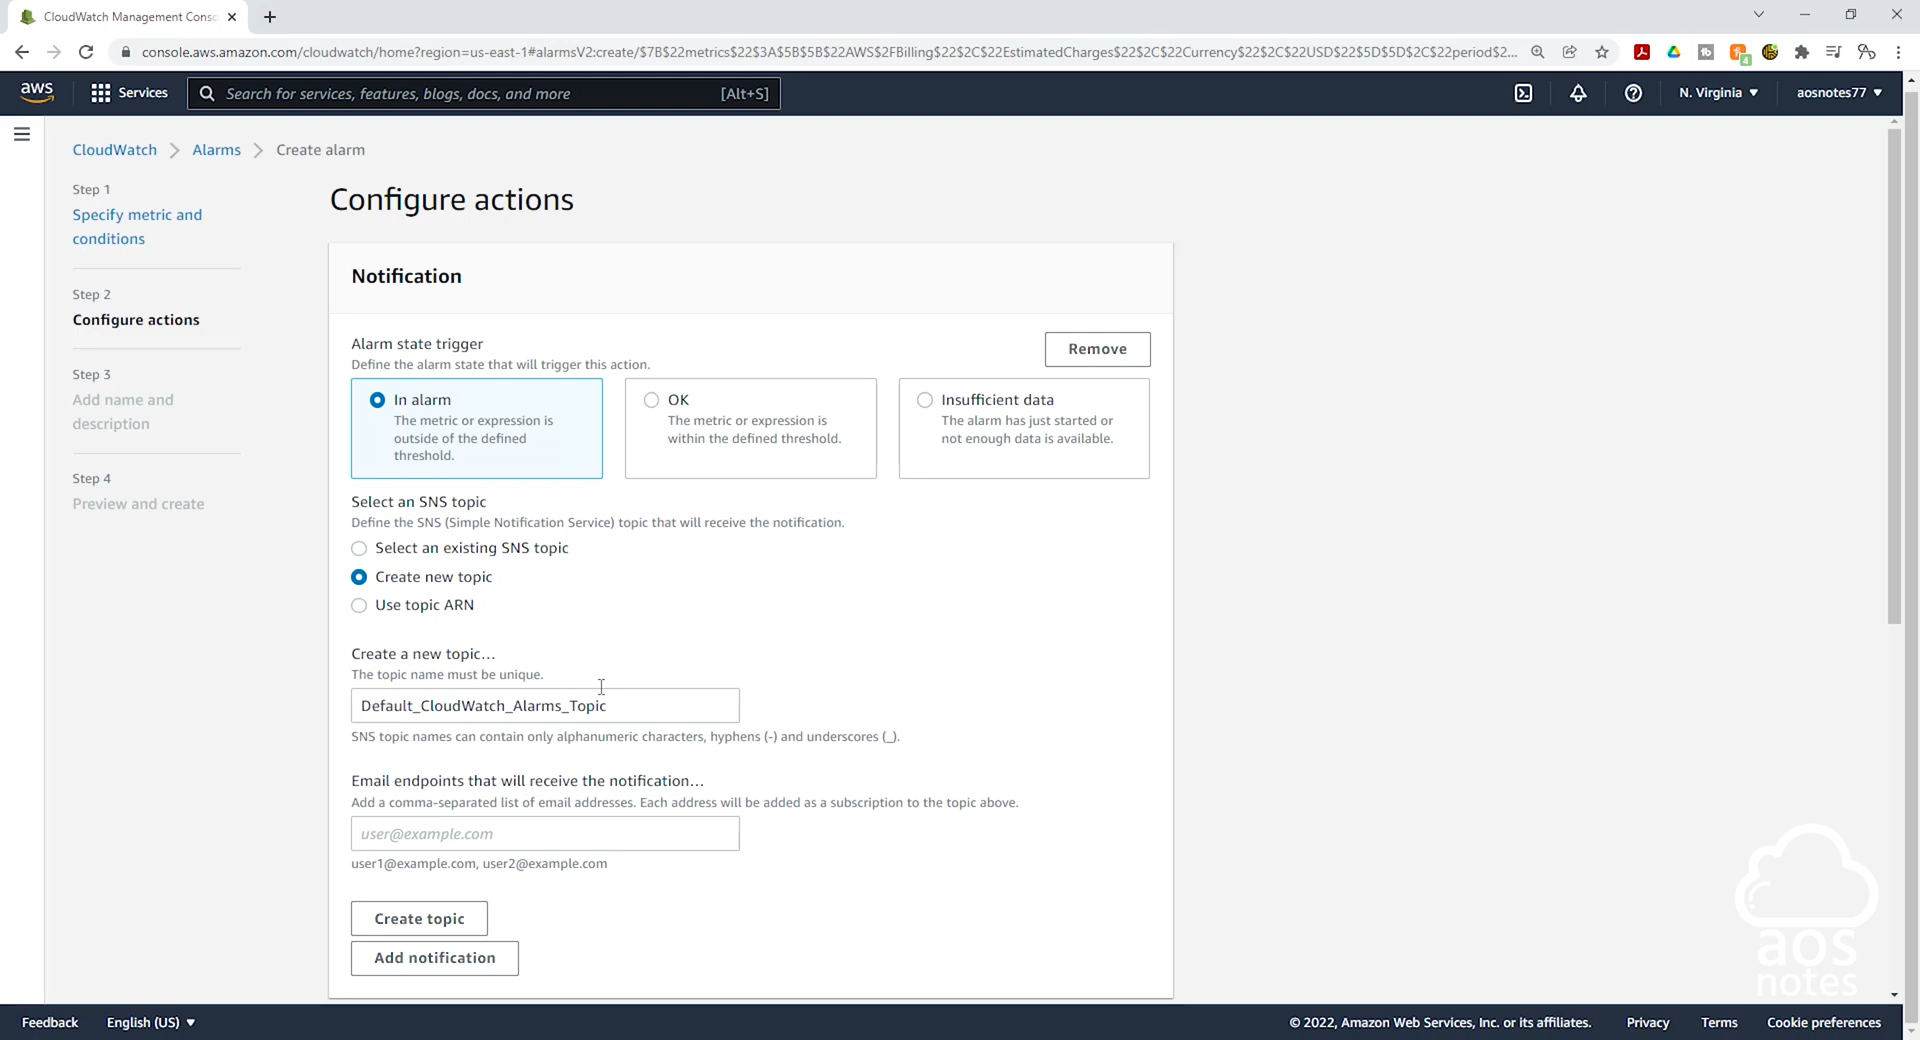 CloudWatch Management Conso
console.aws.amazon.com/cloudwatch/home?region=us-east-1#alarmsV2:create/$7B$22metrics$22$3A$5B$5B$22AWS$2FBilling$22$2C$22EstimatedCharges$22$2C$22Currency$22$2C$22USD$22$5D$5D$2C$22period$2...
4
aws
Services
Search for services, features, blogs, docs, and more
[Alt+S]
N. Virginia
aosnotes77
CloudWatch
Alarms
Create alarm
Step 1
Specify metric and
conditions
Step 2
Configure actions
Step 3
Add name and
description
Step 4
Preview and create
Configure actions
Notification
Alarm state trigger
Define the alarm state that will trigger this action.
Remove
In alarm
The metric or expression is
outside of the defined
threshold.
OK
The metric or expression is
within the defined threshold.
Insufficient data
The alarm has just started or
not enough data is available.
Select an SNS topic
Define the SNS (Simple Notification Service) topic that will receive the notification.
Select an existing SNS topic
Create new topic
Use topic ARN
Create a new topic...
The topic name must be unique.
Default_CloudWatch_Alarms_Topic
SNS topic names can contain only alphanumeric characters, hyphens (-) and underscores (_).
Email endpoints that will receive the notification...
Add a comma-separated list of email addresses. Each address will be added as a subscription to the topic above.
user@example.com
user1@example.com, user2@example.com
Create topic
Add notification
aos
notes
Feedback
English (US)
© 2022, Amazon Web Services, Inc. or its affiliates.
Privacy
Terms
Cookie preferences